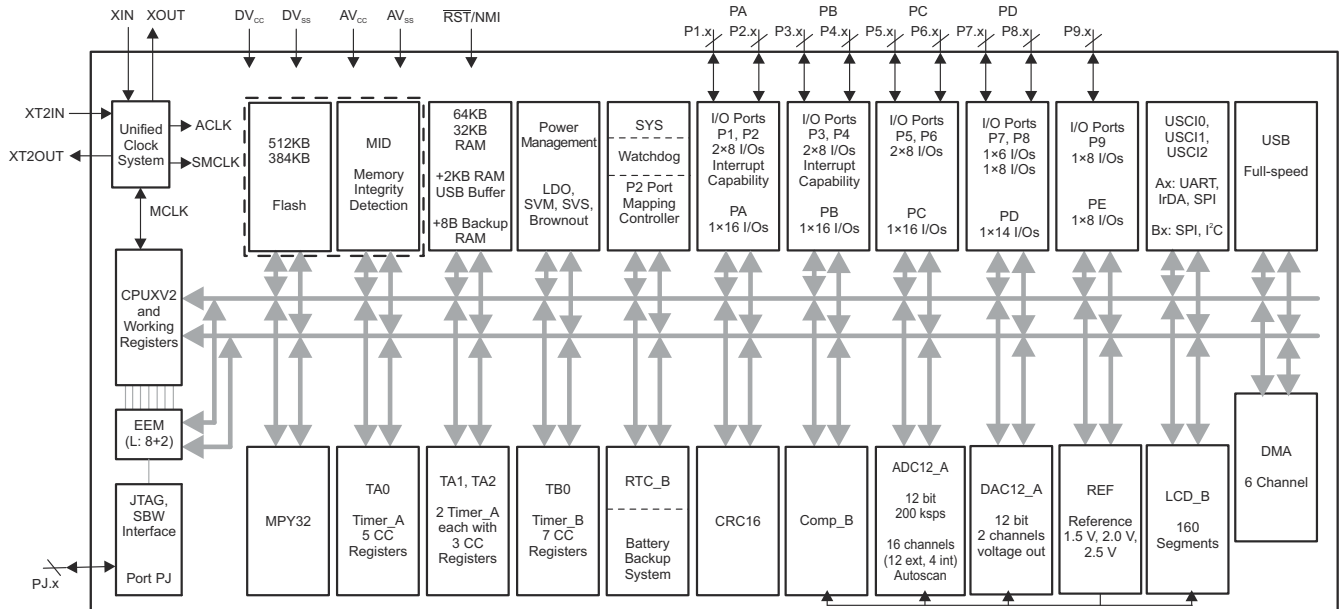 XIN XOUT
DVCC DVSS AVCC AVSS
RST/NMI
PA PB PC PD
P1.x P2.x P3.x P4.x P5.x P6.x P7.x P8.x P9.x
XT2IN
XT2OUT
Unified
Clock
System
ACLK
SMCLK
MCLK
512KB
384KB
Flash
MID
Memory
Integrity
Detection
64KB
32KB
RAM
+2KB RAM
USB Buffer
+8B Backup
RAM
Power
Management
LDO,
SVM, SVS,
Brownout
SYS
Watchdog
P2 Port
Mapping
Controller
I/O Ports
P1, P2
2×8 I/Os
Interrupt
Capability
PA
1×16 I/Os
I/O Ports
P3, P4
2×8 I/Os
Interrupt
Capability
PB
1×16 I/Os
I/O Ports
P5, P6
2×8 I/Os
PC
1×16 I/Os
I/O Ports
P7, P8
1×6 I/Os
1×8 I/Os
PD
1×14 I/Os
I/O Ports
P9
1×8 I/Os
PE
1×8 I/Os
USCI0,
USCI1,
USCI2
Ax: UART,
IrDA, SPI
Bx: SPI, I²C
USB
Full-speed
CPUXV2
and
Working
Registers
EEM
(L: 8+2)
JTAG,
SBW
Interface
Port PJ
PJ.x
MPY32
TA0
Timer_A
5 CC
Registers
TA1, TA2
2 Timer_A
each with
3 CC
Registers
TB0
Timer_B
7 CC
Registers
RTC_B
Battery
Backup
System
CRC16
Comp_B
ADC12_A
12 bit
200 ksps
16 channels
(12 ext, 4 int)
Autoscan
DAC12_A
12 bit
2 channels
voltage out
REF
Reference
1.5 V, 2.0 V,
2.5 V
LCD_B
160
Segments
DMA
6 Channel